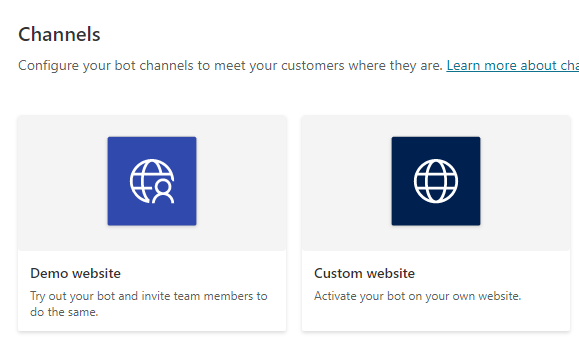 Channels
Configure your bot channels to meet your customers where they are. Learn more about cha
Demo website
Try out your bot and invite team members to
do the same.
Custom website
Activate your bot on your own website.